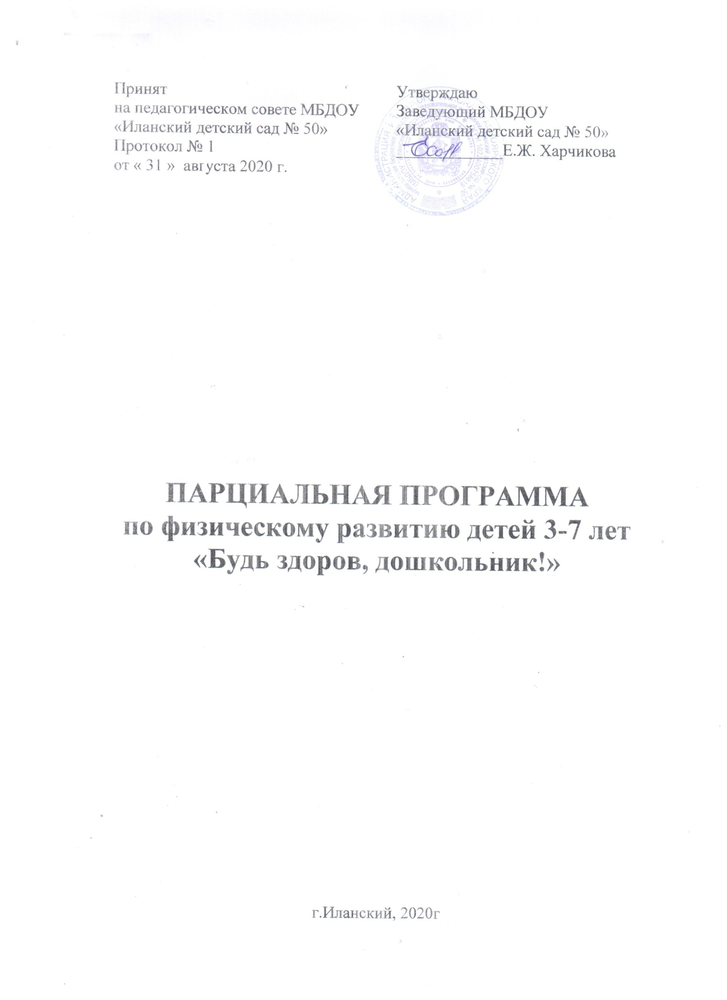 Принят
на педагогическом совете МБДОУ
«Иланский детский сад № 50»
Протокол № 1
от « 31 »  августа 2020 г.
Утверждаю
Заведующий МБДОУ
«Иланский детский сад № 50»
Е.Ж. Харчикова
ПАРЦИАЛЬНАЯ ПРОГРАММА
по физическому развитию детей 3-7 лет
«Будь здоров, дошкольник!»
г.Иланский, 2020г